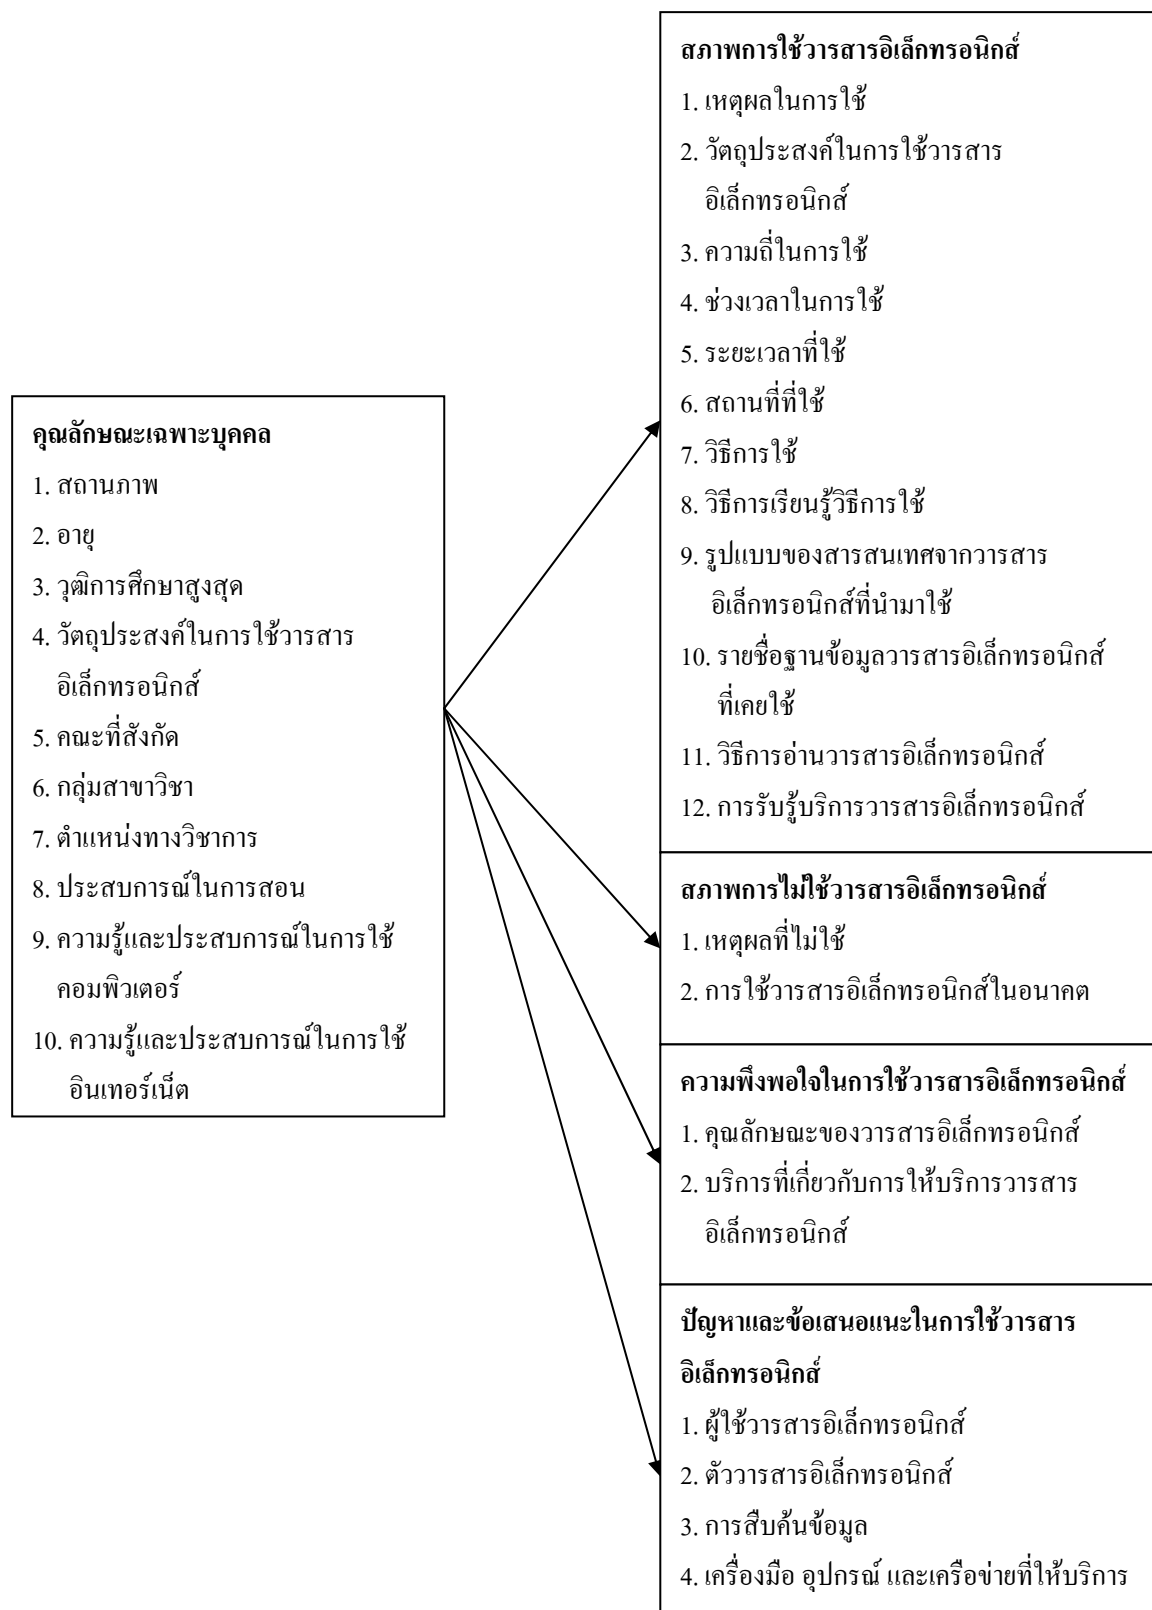 คุณลักษณะเฉพาะบุคคล
1. สถานภาพ
2. อายุ
3. วุฒิการศึกษาสูงสุด
4. วัตถุประสงค์ในการใช้วารสาร
อิเล็กทรอนิกส์
5. คณะที่สังกัด
6. กลุ่มสาขาวิชา
7. ตำแหน่งทางวิชาการ
8. ประสบการณ์ในการสอน
9. ความรู้และประสบการณ์ในการใช้
คอมพิวเตอร์
10. ความรู้และประสบการณ์ในการใช้
อินเทอร์เน็ต
สภาพการใช้วารสารอิเล็กทรอนิกส์
1. เหตุผลในการใช้
2. วัตถุประสงค์ในการใช้วารสาร
อิเล็กทรอนิกส์
3. ความถี่ในการใช้
4. ช่วงเวลาในการใช้
5. ระยะเวลาที่ใช้
6. สถานที่ที่ใช้
7. วิธีการใช้
8. วิธีการเรียนรู้วิธีการใช้
9. รูปแบบของสารสนเทศจากวารสาร
อิเล็กทรอนิกส์ที่นำมาใช้
10. รายชื่อฐานข้อมูลวารสารอิเล็กทรอนิกส์
ที่เคยใช้
11. วิธีการอ่านวารสารอิเล็กทรอนิกส์
12. การรับรู้บริการวารสารอิเล็กทรอนิกส์
สภาพการไม่ใช้วารสารอิเล็กทรอนิกส์
1. เหตุผลที่ไม่ใช้
2. การใช้วารสารอิเล็กทรอนิกส์ในอนาคต
ความพึงพอใจในการใช้วารสารอิเล็กทรอนิกส์
1. คุณลักษณะของวารสารอิเล็กทรอนิกส์
2. บริการที่เกี่ยวกับการให้บริการวารสาร
อิเล็กทรอนิกส์
ปัญหาและข้อเสนอแนะในการใช้วารสาร
อิเล็กทรอนิกส์
1. ผู้ใช้วารสารอิเล็กทรอนิกส์
2. ตัววารสารอิเล็กทรอนิกส์
3. การสืบค้นข้อมูล
4. เครื่องมือ อุปกรณ์ และเครือข่ายที่ให้บริการ